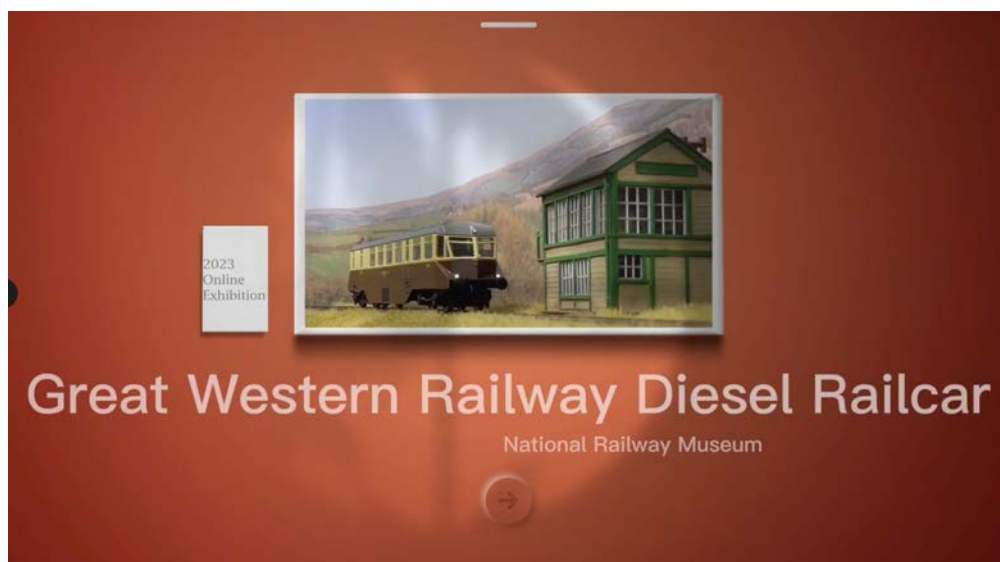 2023
Online
Exhibition
Great Western Railway Diesel Railcar
National Railway Museum